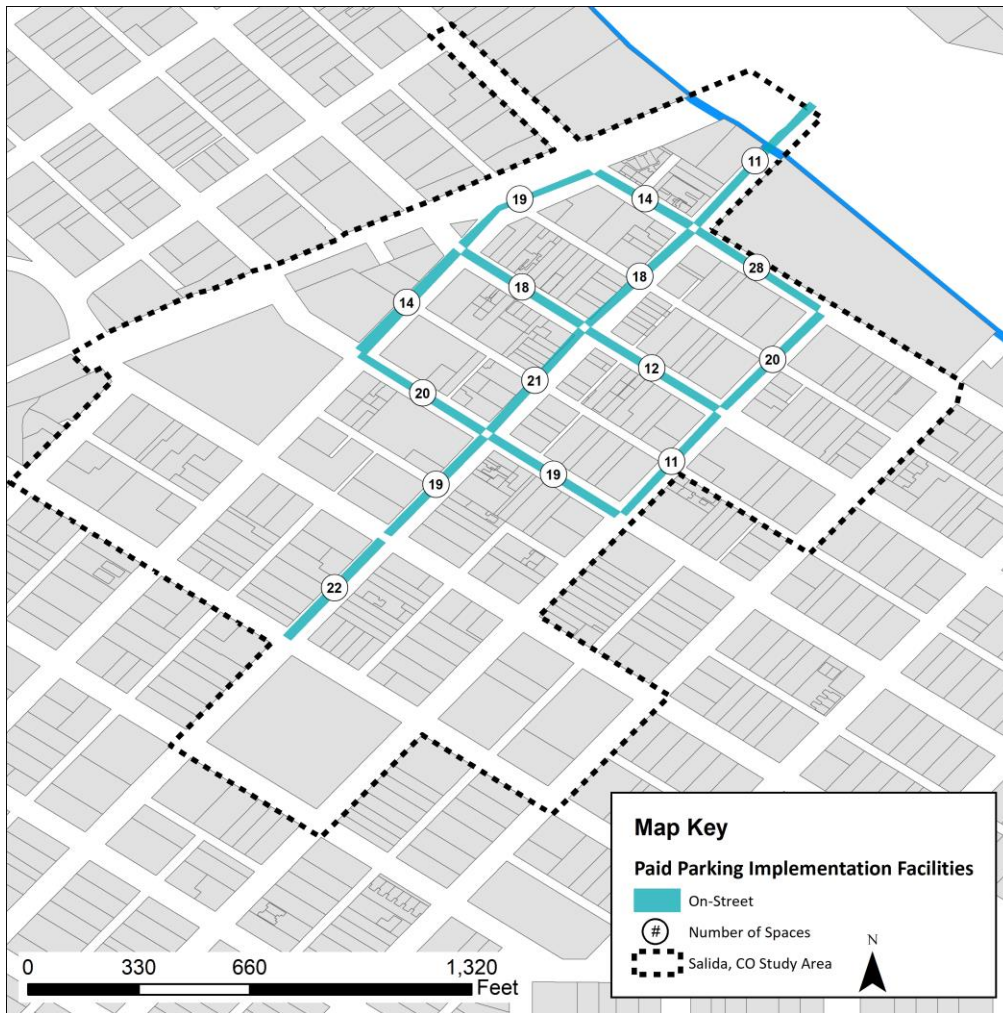 11
19
14
28
18
18
14
20
12
21
20
11
19
19
22
Map Key
Paid Parking Implementation Facilities
On-Street
# Number of Spaces
Salida, CO Study Area
N
0 330 660 1,320
Feet